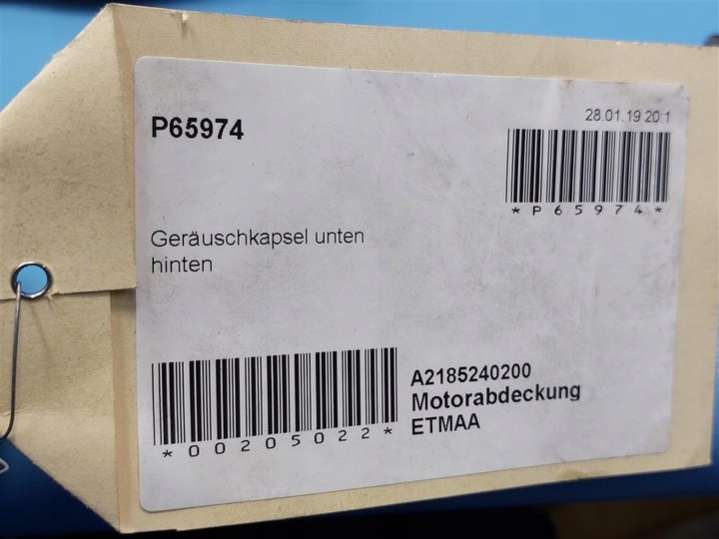 P65974
28.01.19 20:1
*P65974*
Geräuschkapsel unten
hinten
*00205022*
A2185240200
Motorabdeckung
ETMAA